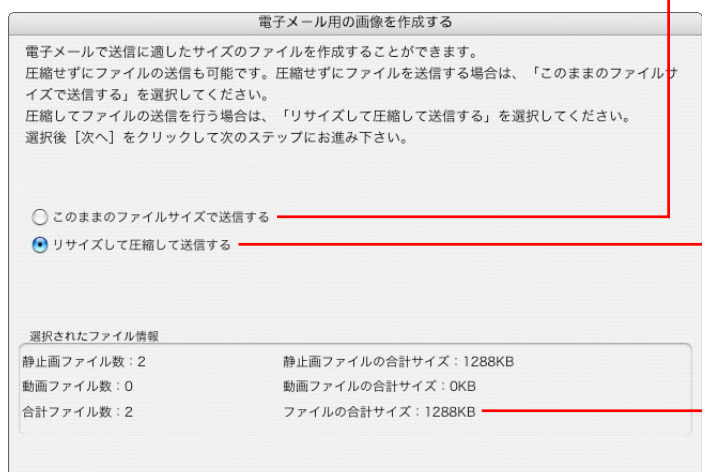 電子メール用の画像を作成する
電子メールで送信に適したサイズのファイルを作成することができます。
圧縮せずにファイルの送信も可能です。圧縮せずにファイルを送信する場合は、「このままのファイルサ
イズで送信する」を選択してください。
圧縮してファイルの送信を行う場合は、「リサイズして圧縮して送信する」を選択してください。
選択後［次へ］をクリックして次のステップにお進み下さい。
このままのファイルサイズで送信する
リサイズして圧縮して送信する
選択されたファイル情報
静止画ファイル数：2 静止画ファイルの合計サイズ：1288KB
動画ファイル数：0 動画ファイルの合計サイズ：0KB
合計ファイル数：2 ファイルの合計サイズ：1288KB